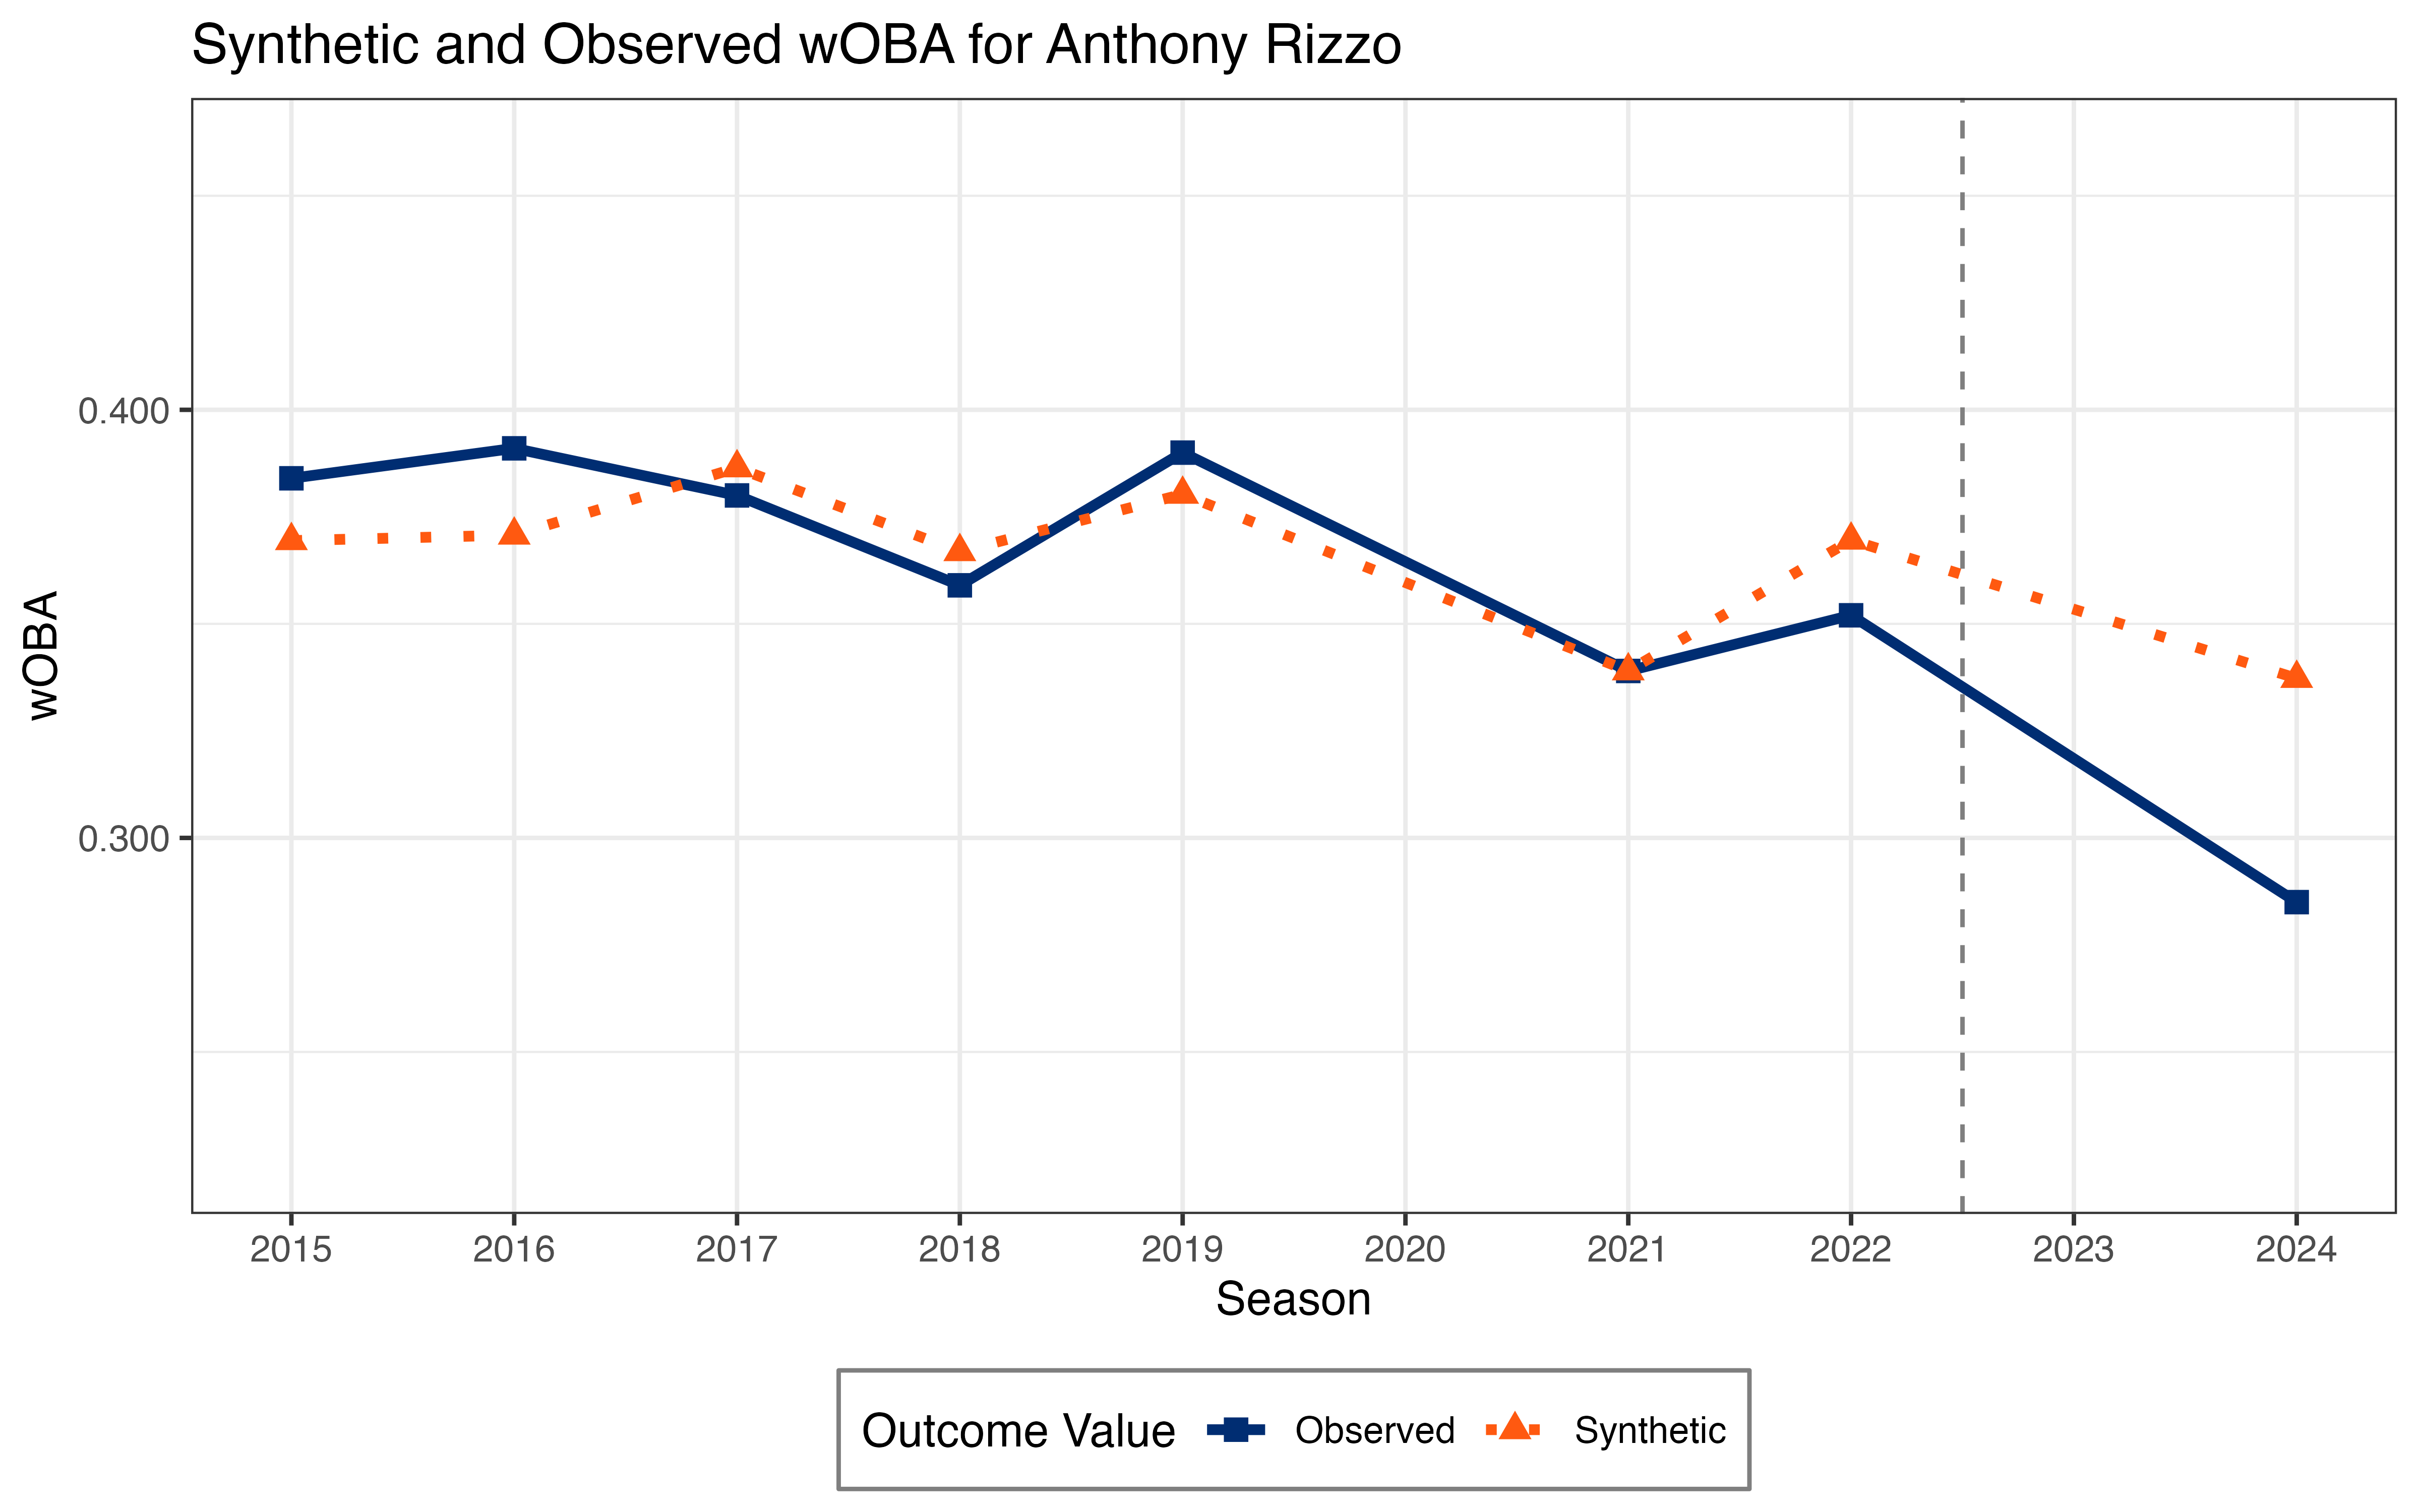 Synthetic and Observed wOBA for Anthony Rizzo
wOBA
0.400
0.300
2015 2016 2017 2018 2019 2020 2021 2022 2023 2024
Season
Outcome Value Observed Synthetic